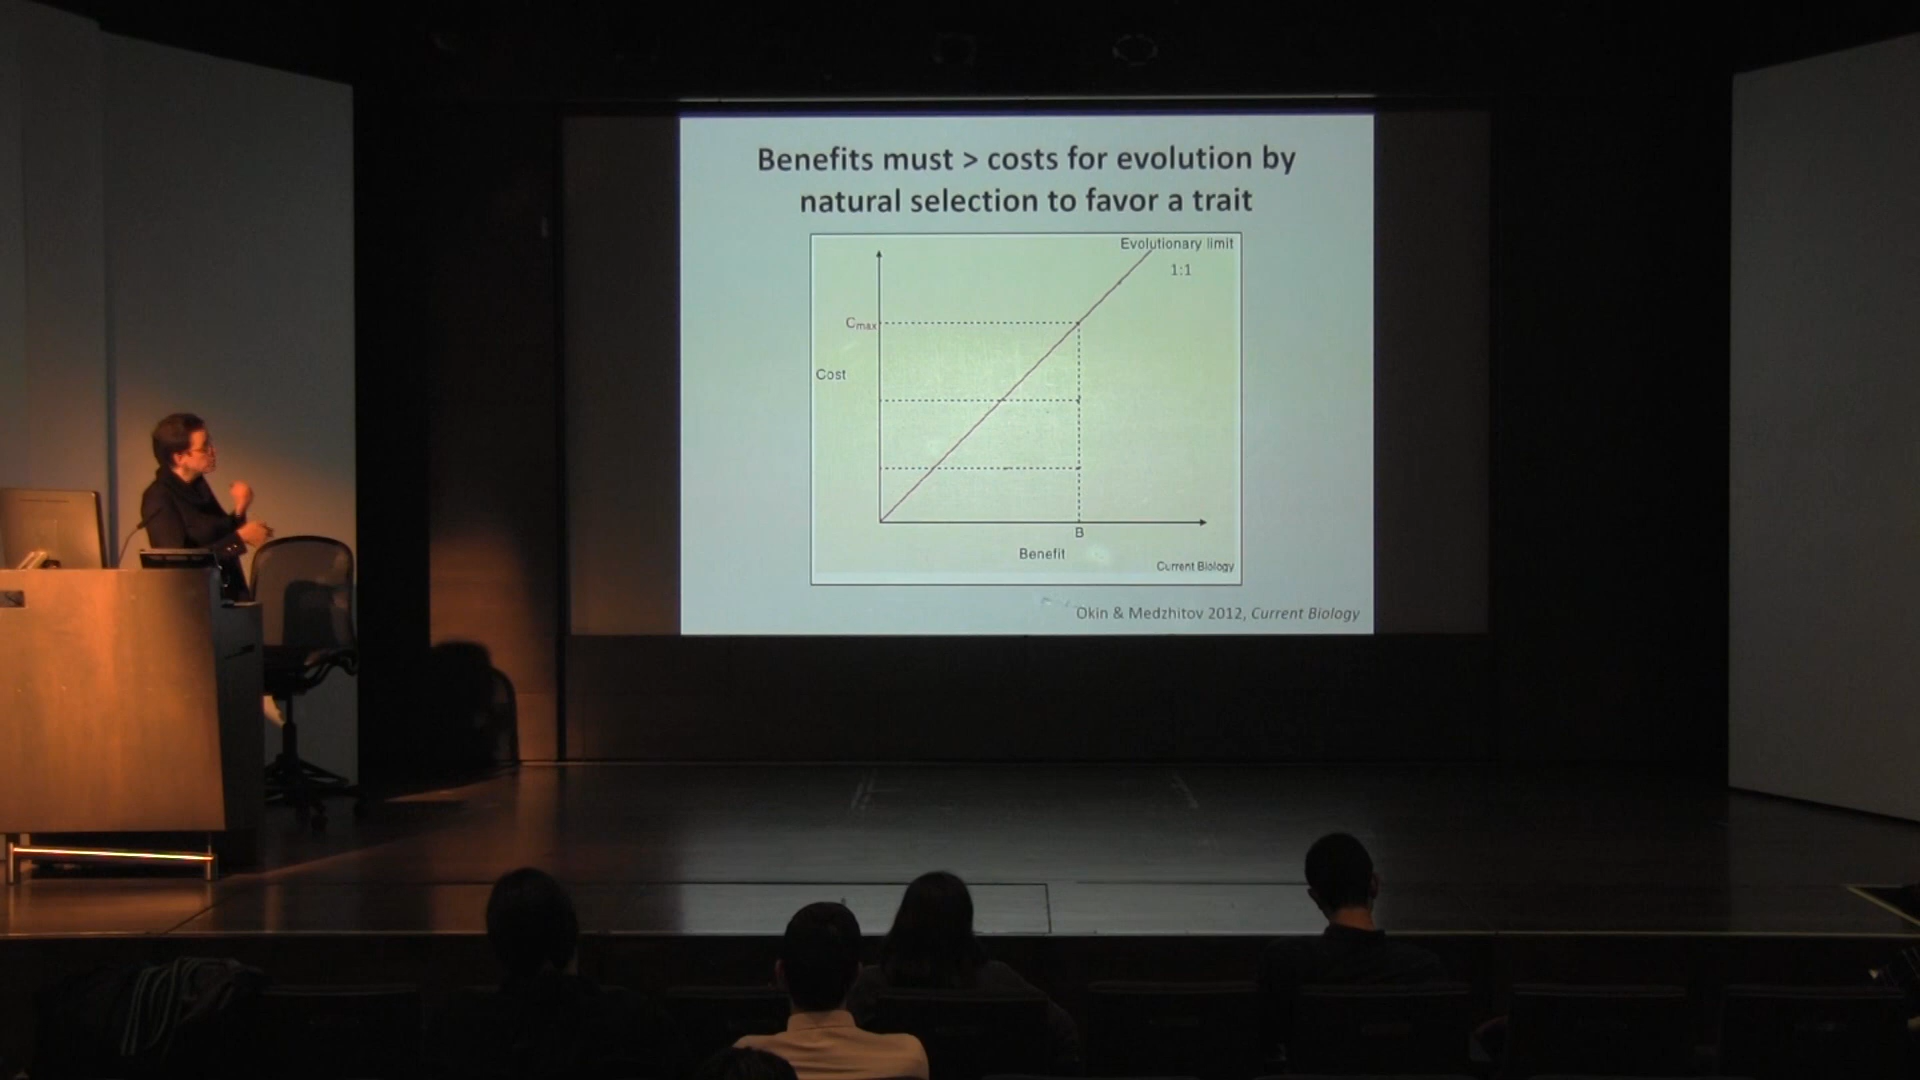 Benefits must > costs for evolution by
natural selection to favor a trait
Evolutionary limit
1:1
Cmax
Cost
B
Benefit
Current Biology
Okin & Medzhitov 2012, Current Biology